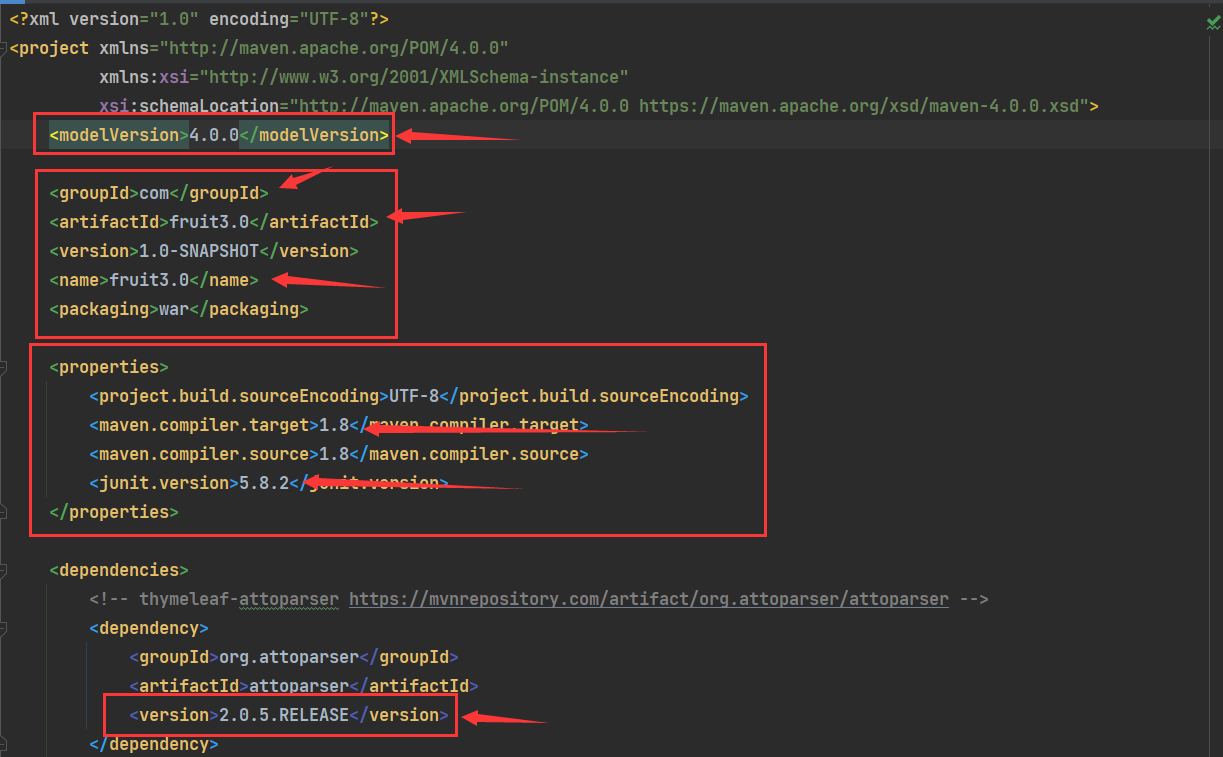 <?xml version="1.0" encoding="UTF-8"?>
<project xmlns="http://maven.apache.org/POM/4.0.0"
xmlns:xsi="http://www.w3.org/2001/XMLSchema-instance"
xsi:schemaLocation="http://maven.apache.org/POM/4.0.0 https://maven.apache.org/xsd/maven-4.0.0.xsd">
<modelVersion>4.0.0</modelVersion>
<groupId>com</groupId>
<artifactId>fruit3.0</artifactId>
<version>1.0-SNAPSHOT</version>
<name>fruit3.0</name>
<packaging>war</packaging>
<properties>
<project.build.sourceEncoding>UTF-8</project.build.sourceEncoding>
<maven.compiler.target>1.8</maven.compiler.target>
<maven.compiler.source>1.8</maven.compiler.source>
<junit.version>5.8.2</junit.version>
</properties>
<dependencies>
<!-- thymeleaf-attoparser https://mvnrepository.com/artifact/org.attoparser/attoparser -->
<dependency>
<groupId>org.attoparser</groupId>
<artifactId>attoparser</artifactId>
<version>2.0.5.RELEASE</version>
</dependency>